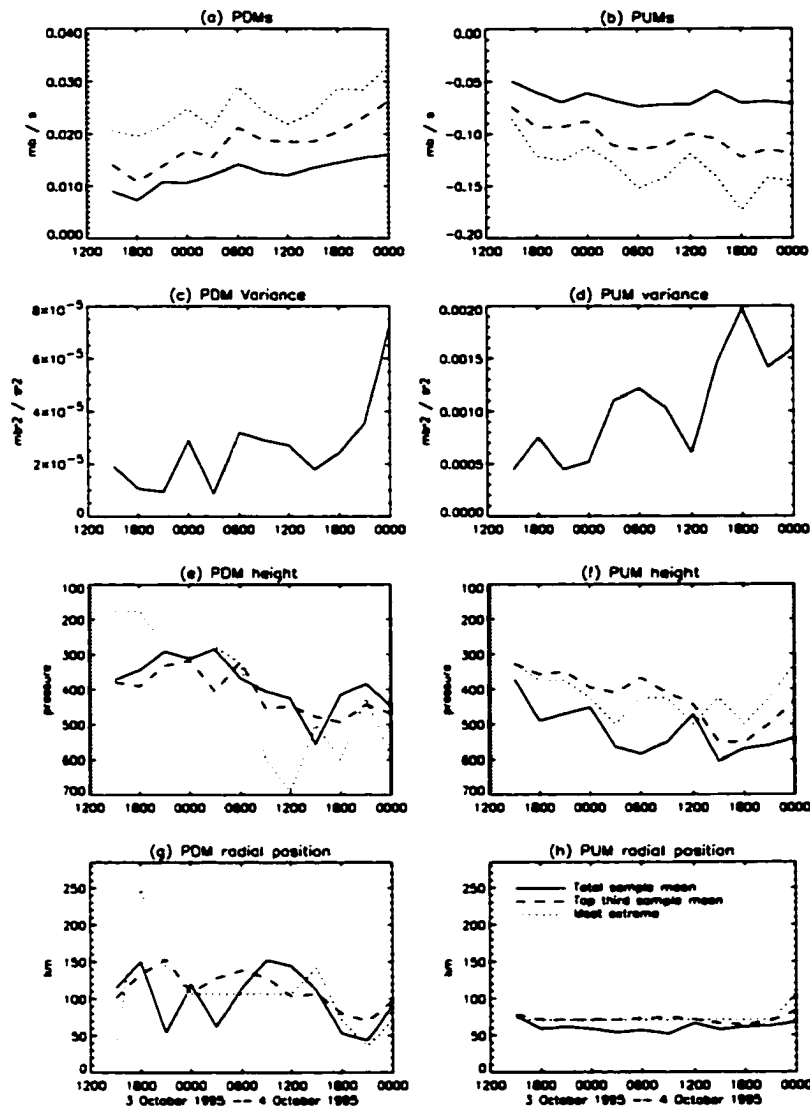 (a) PDMs
0.040
0.030
0.020
0.010
0.000
mb / s
1200 1800 0000 0600 1200 1800 0000
(b) PUMs
0.00
-0.05
-0.10
-0.15
-0.20
mb / s
1200 1800 0000 0600 1200 1800 0000
(c) PDM Variance
8×10-5
6×10-5
4×10-5
2×10-5
0
1200 1800 0000 0600 1200 1800 0000
(d) PUM variance
0.0020
0.0015
0.0010
0.0005
0.0000
1200 1800 0000 0600 1200 1800 0000
(e) PDM height
100
200
300
400
500
600
700
pressure
1200 1800 0000 0600 1200 1800 0000
(f) PUM height
100
200
300
400
500
600
700
pressure
1200 1800 0000 0600 1200 1800 0000
(g) PDM radial position
250
200
150
100
50
0
km
1200 1800 0000 0600 1200 1800 0000
3 October 1995 -- 4 October 1995
(h) PUM radial position
Total sample mean
Top third sample mean
Most extreme
250
200
150
100
50
0
km
1200 1800 0000 0600 1200 1800 0000
3 October 1995 -- 4 October 1995